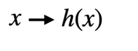 x → h(x)